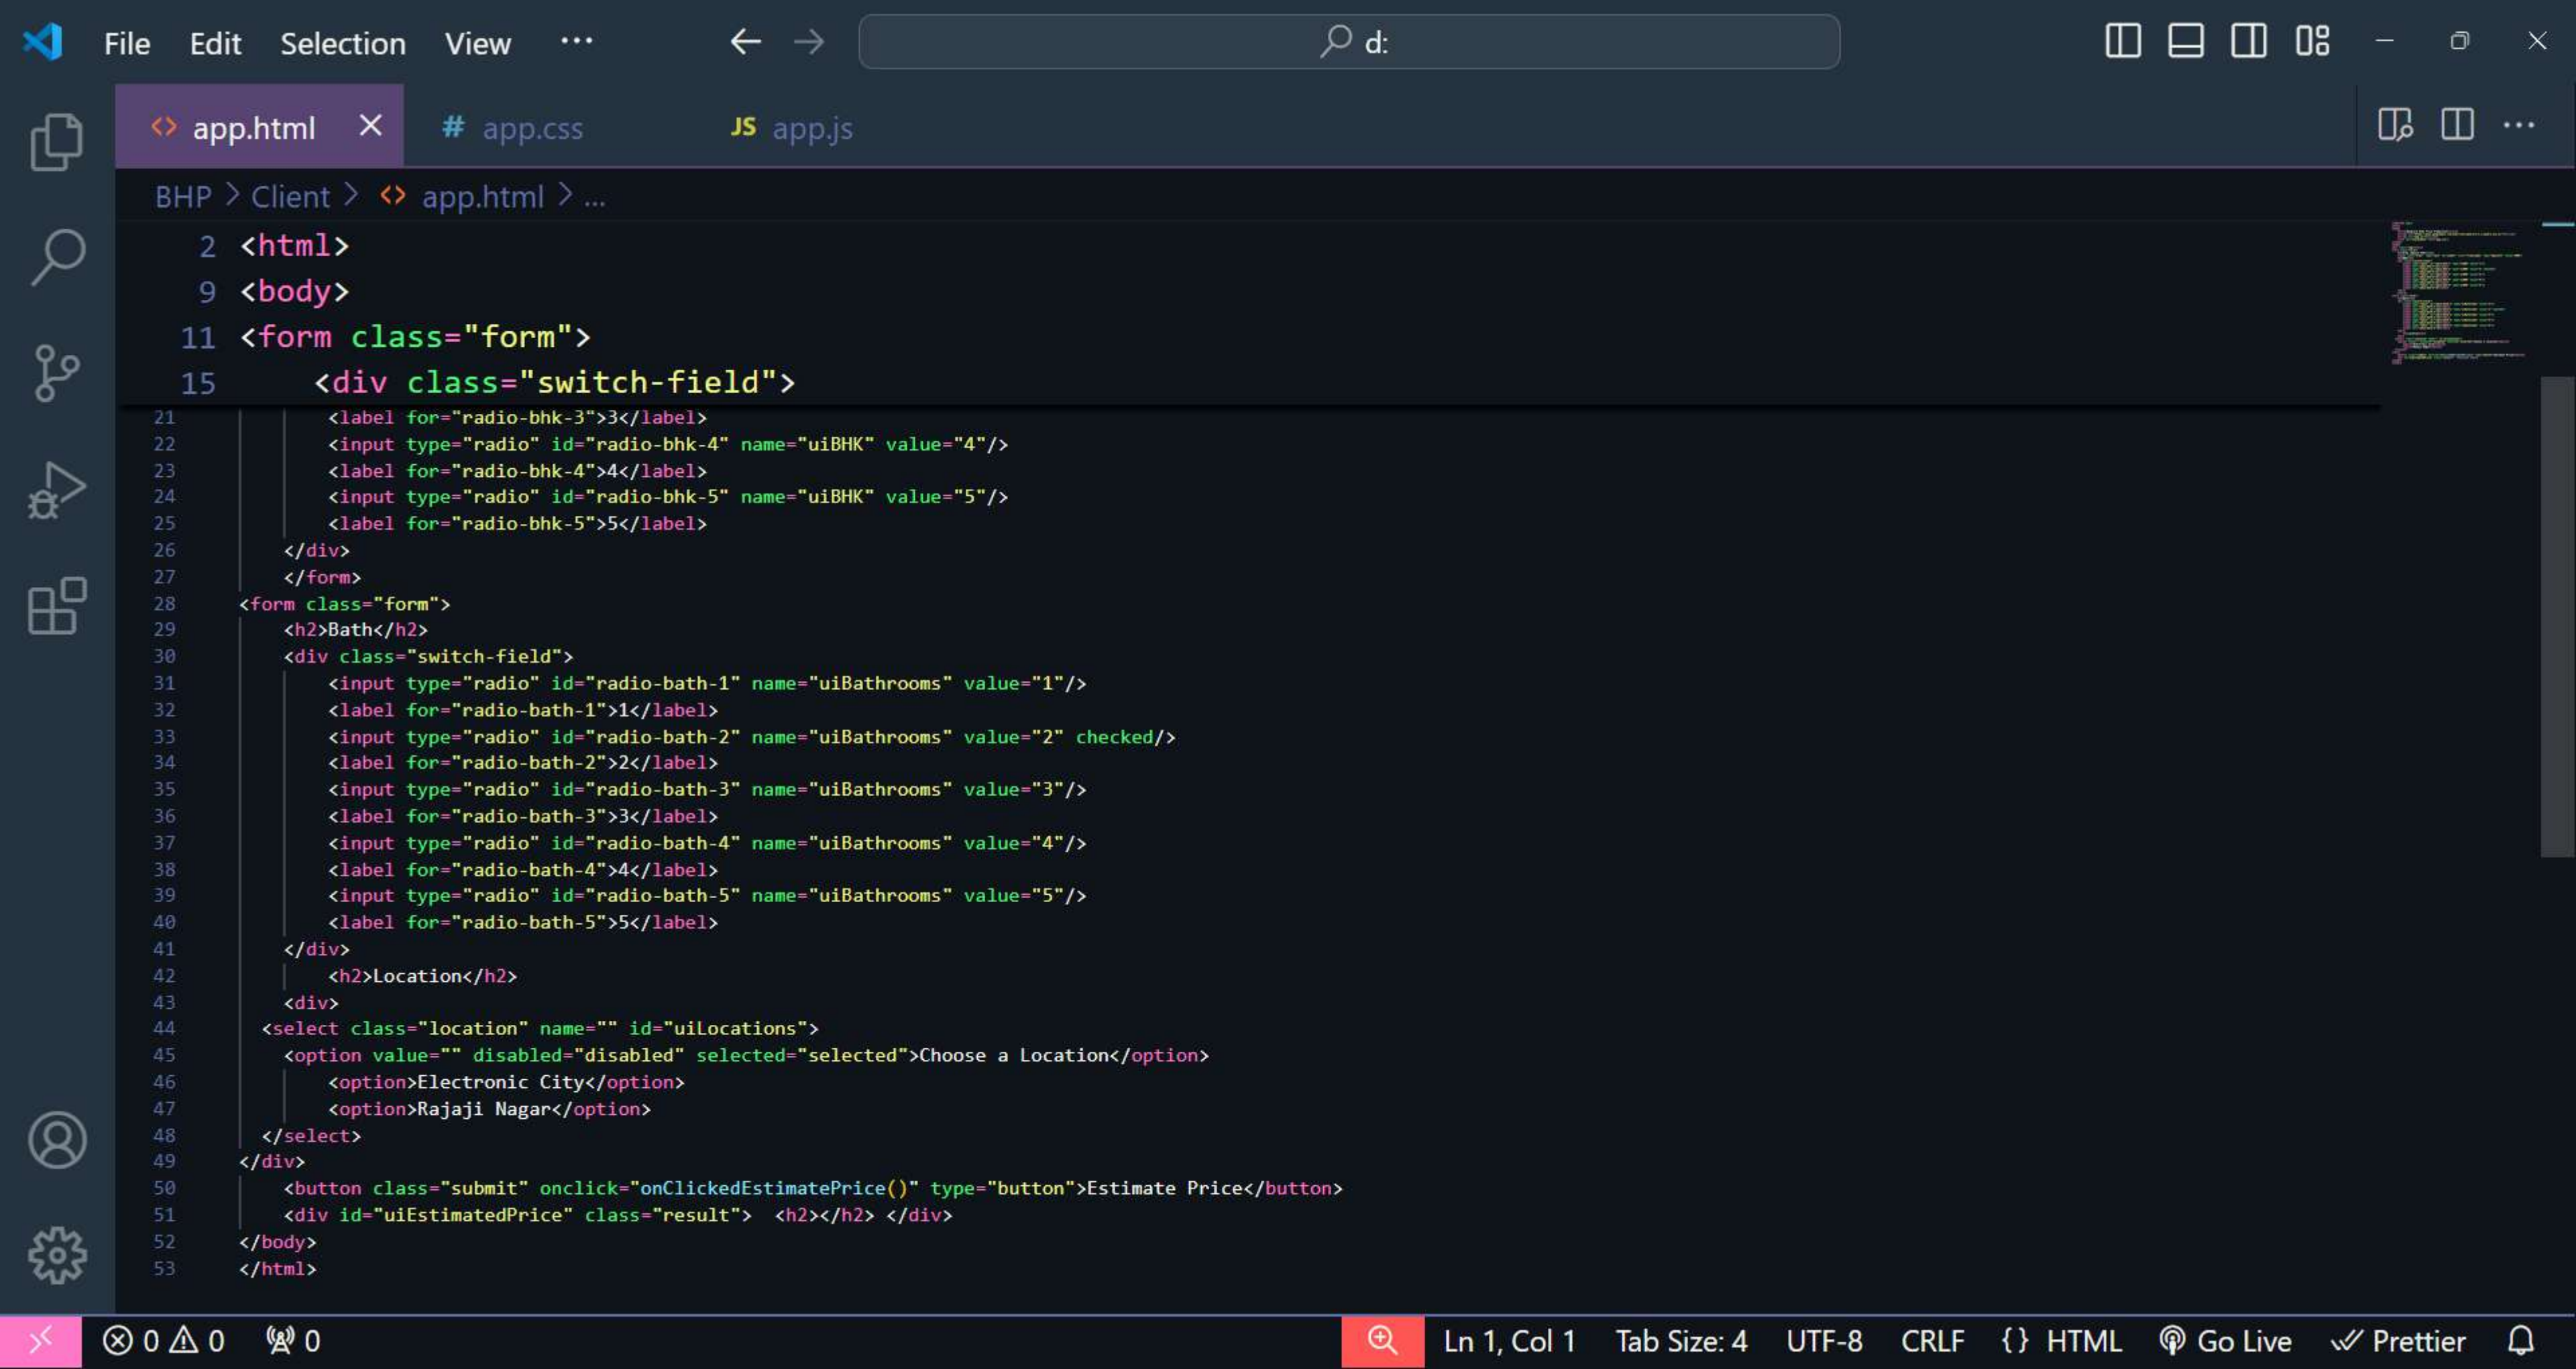 File Edit Selection View ··· d:
app.html # app.css JS app.js
BHP > Client > app.html > ...
2 <html>
9 <body>
11 <form class="form">
15 <div class="switch-field">
21 <label for="radio-bhk-3">3</label>
22 <input type="radio" id="radio-bhk-4" name="uiBHK" value="4"/>
23 <label for="radio-bhk-4">4</label>
24 <input type="radio" id="radio-bhk-5" name="uiBHK" value="5"/>
25 <label for="radio-bhk-5">5</label>
26 </div>
27 </form>
28 <form class="form">
29 <h2>Bath</h2>
30 <div class="switch-field">
31 <input type="radio" id="radio-bath-1" name="uiBathrooms" value="1"/>
32 <label for="radio-bath-1">1</label>
33 <input type="radio" id="radio-bath-2" name="uiBathrooms" value="2" checked/>
34 <label for="radio-bath-2">2</label>
35 <input type="radio" id="radio-bath-3" name="uiBathrooms" value="3"/>
36 <label for="radio-bath-3">3</label>
37 <input type="radio" id="radio-bath-4" name="uiBathrooms" value="4"/>
38 <label for="radio-bath-4">4</label>
39 <input type="radio" id="radio-bath-5" name="uiBathrooms" value="5"/>
40 <label for="radio-bath-5">5</label>
41 </div>
42 <h2>Location</h2>
43 <div>
44 <select class="location" name="" id="uiLocations">
45 <option value="" disabled="disabled" selected="selected">Choose a Location</option>
46 <option>Electronic City</option>
47 <option>Rajaji Nagar</option>
48 </select>
49 </div>
50 <button class="submit" onclick="onClickedEstimatePrice()" type="button">Estimate Price</button>
51 <div id="uiEstimatedPrice" class="result"> <h2></h2> </div>
52 </body>
53 </html>
0 0 0 Ln 1, Col 1 Tab Size: 4 UTF-8 CRLF {} HTML Go Live Prettier